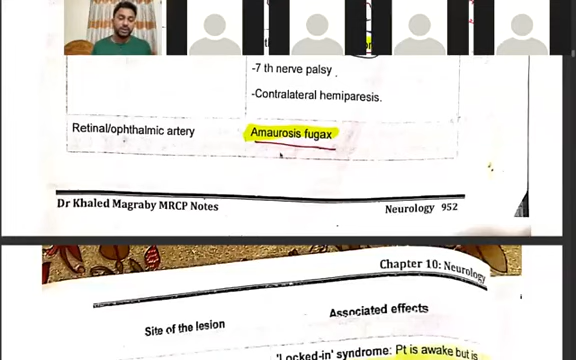 -7 th nerve palsy .
-Contralateral hemiparesis.
Retinal/ophthalmic artery
Amaurosis fugax
Dr Khaled Magraby MRCP Notes
Neurology 952
Chapter 10: Neurology
Site of the lesion
Associated effects
'Locked-in' syndrome: Pt is awake but is